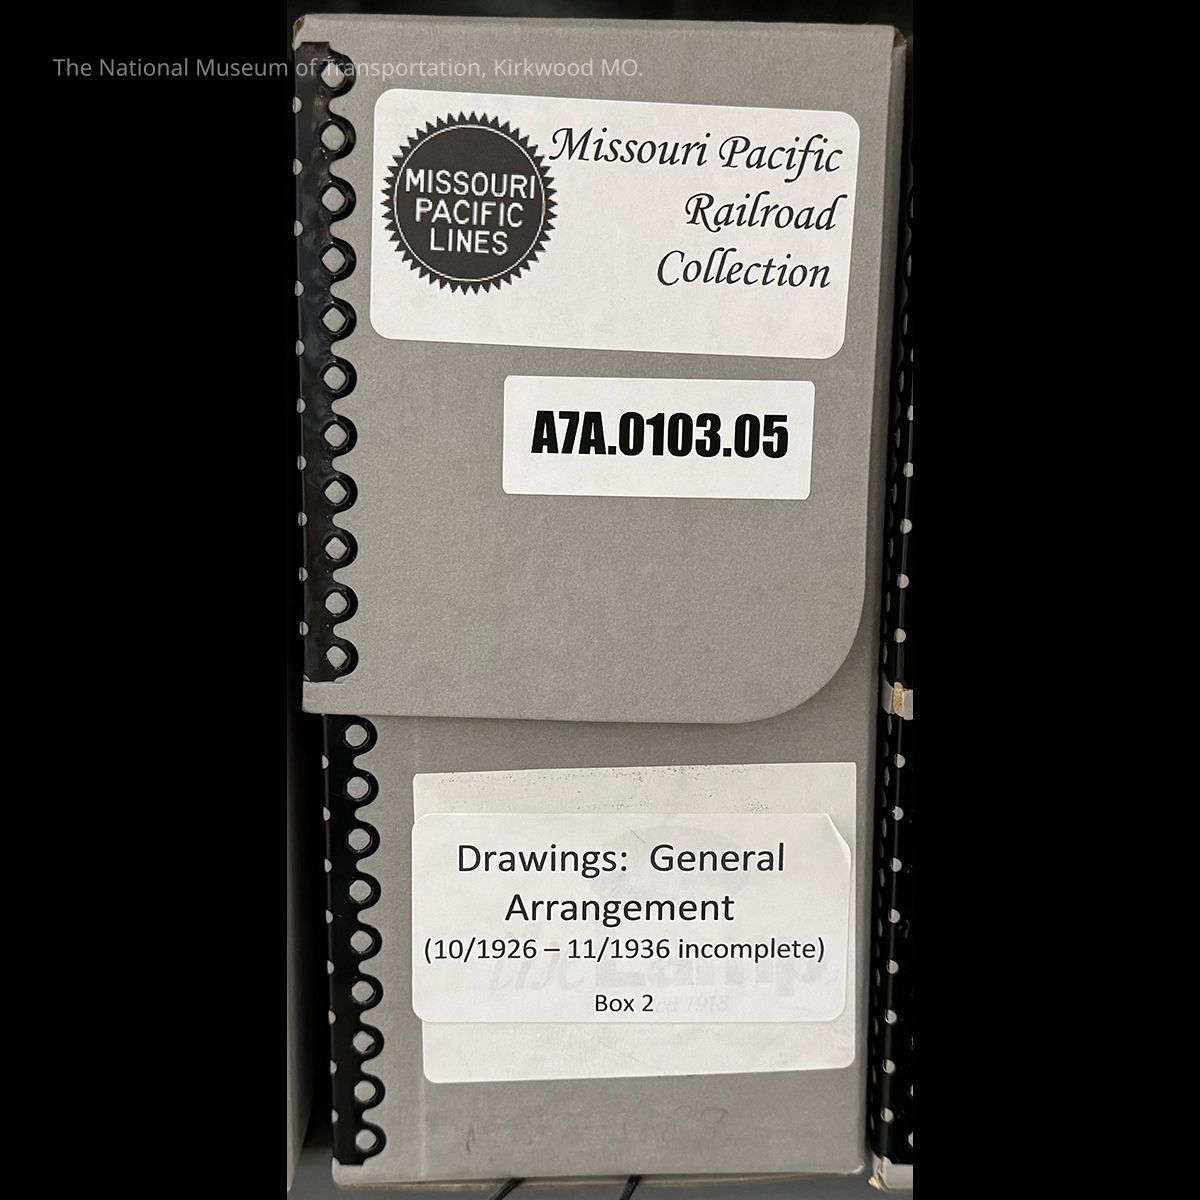 The National Museum of Transportation, Kirkwood MO.
MISSOURI
PACIFIC
LINES
Missouri Pacific
Railroad
Collection
A7A.0103.05
Drawings:  General
Arrangement
(10/1926 – 11/1936 incomplete)
Box 2